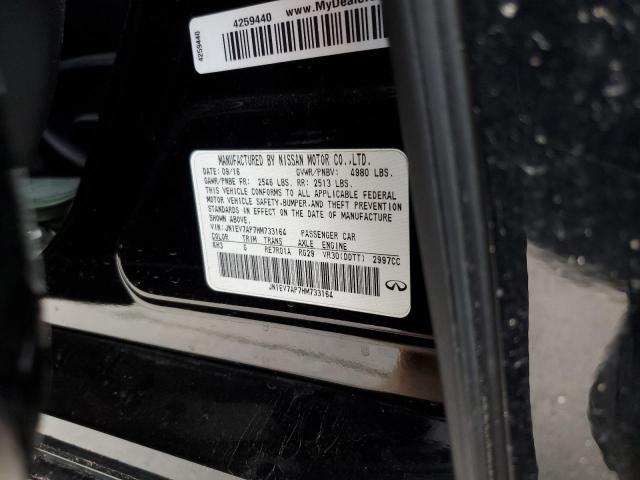 4259440
4259440
www.MyDealer
MANUFACTURED BY NISSAN MOTOR CO.,LTD.
DATE: 09/16 GVWR/PNBV: 4980 LBS.
GAWR/PNBE FR: 2546 LBS. RR: 2513 LBS.
THIS VEHICLE CONFORMS TO ALL APPLICABLE FEDERAL
MOTOR VEHICLE SAFETY,BUMPER,AND THEFT PREVENTION
STANDARDS IN EFFECT ON THE DATE OF MANUFACTURE
SHOWN ABOVE.
VIN: JN1EV7AP7HM733164 PASSENGER CAR
COLOR TRIM TRANS AXLE ENGINE
KH3 G RE7R01A RG29 VR30(DDTT) 2997CC
JN1EV7AP7HM733164